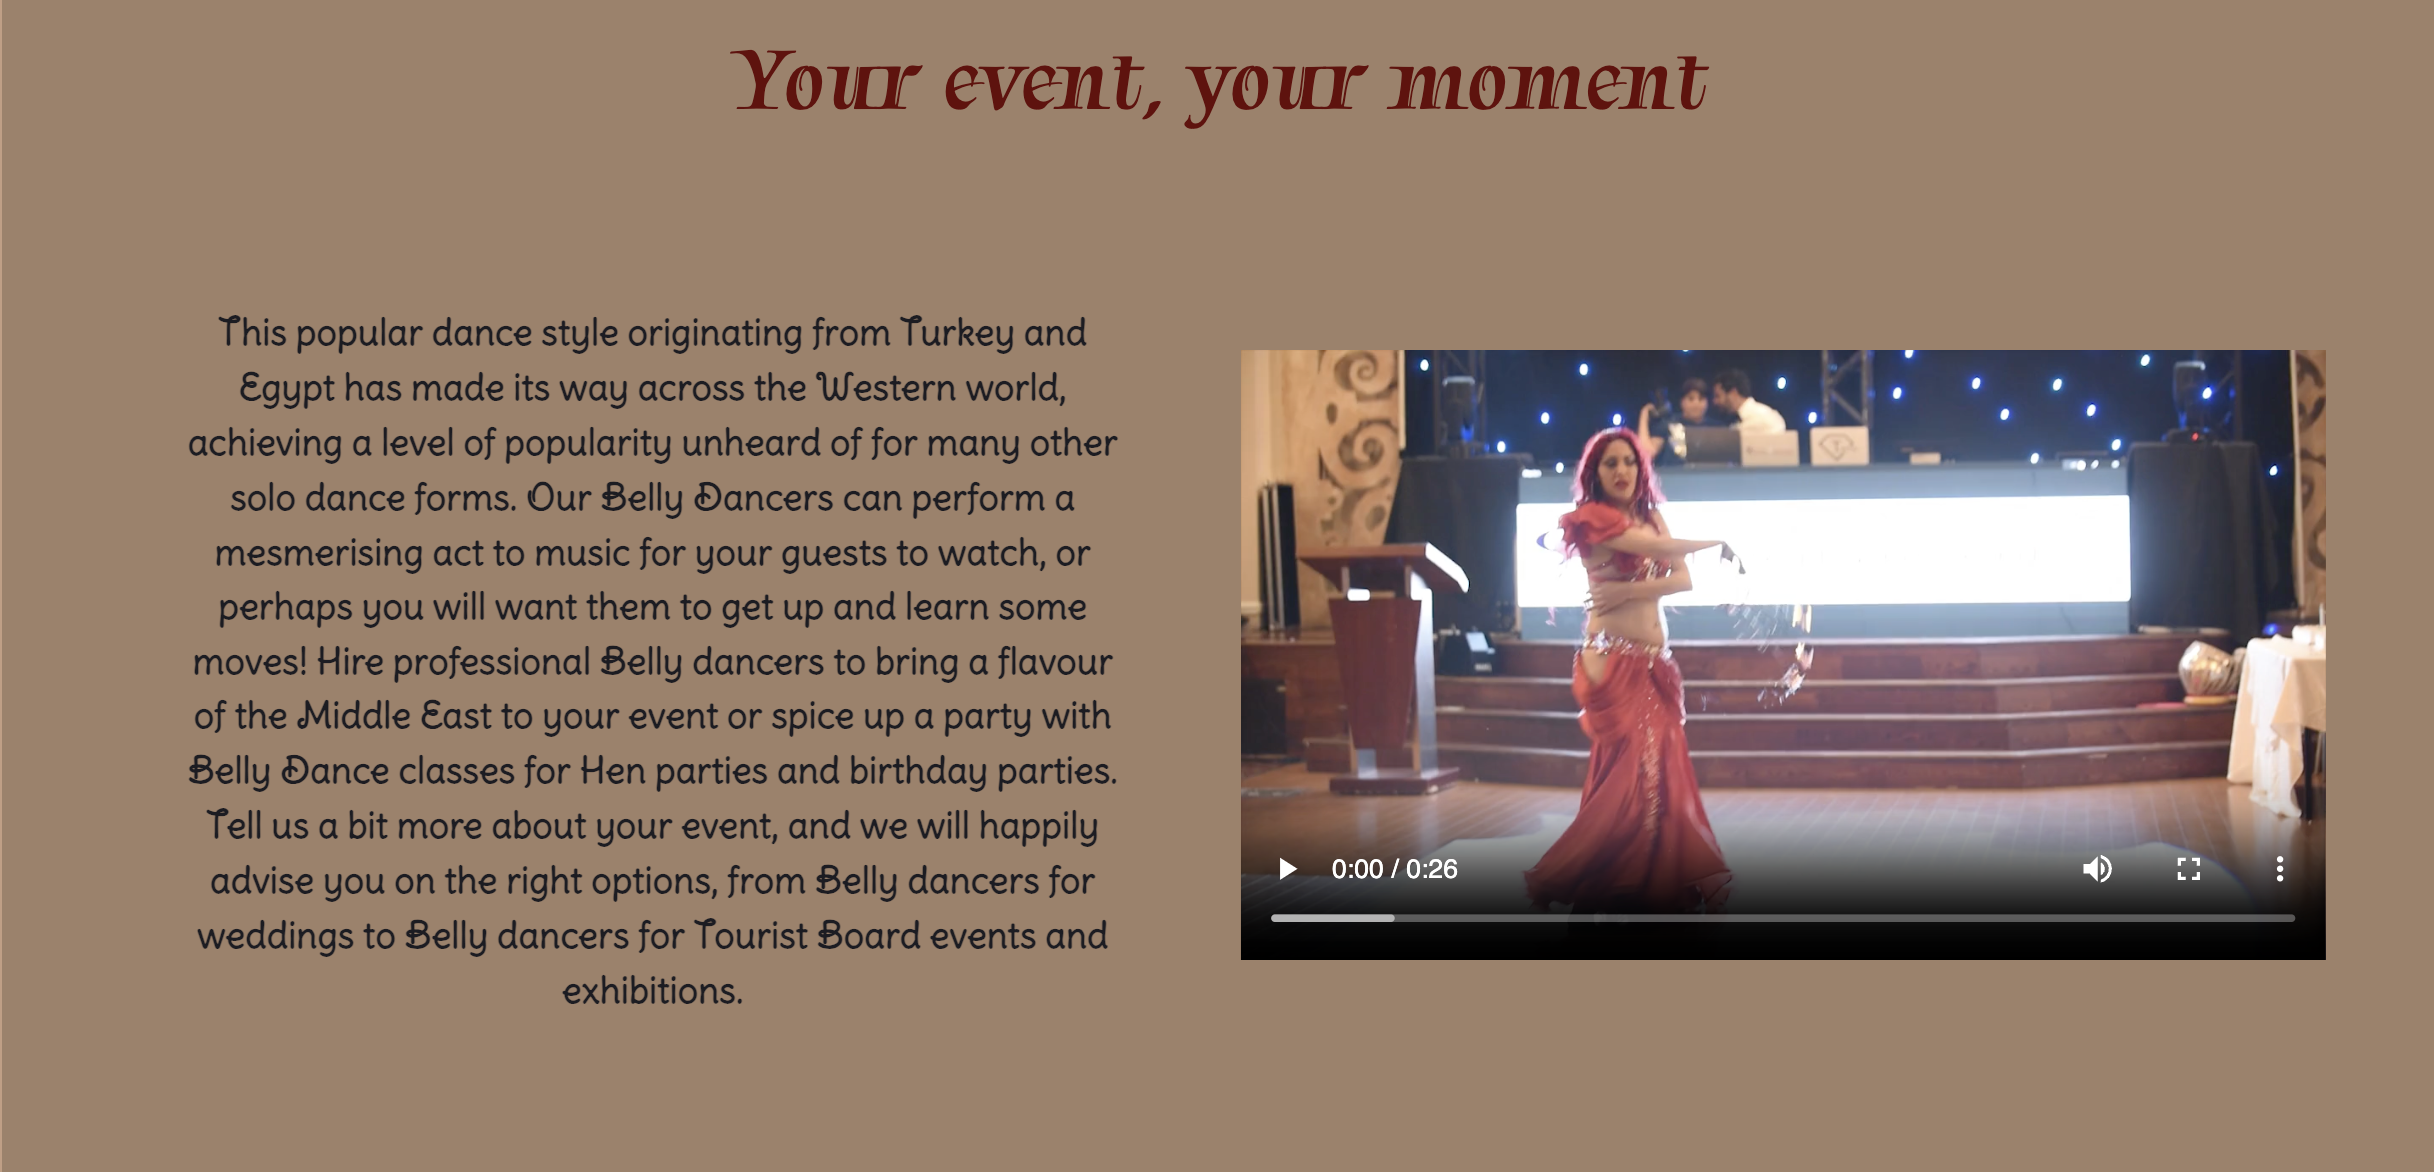 Your event, your moment
This popular dance style originating from Turkey and
Egypt has made its way across the Western world,
achieving a level of popularity unheard of for many other
solo dance forms. Our Belly Dancers can perform a
mesmerising act to music for your guests to watch, or
perhaps you will want them to get up and learn some
moves! Hire professional Belly dancers to bring a flavour
of the Middle East to your event or spice up a party with
Belly Dance classes for Hen parties and birthday parties.
Tell us a bit more about your event, and we will happily
advise you on the right options, from Belly dancers for
weddings to Belly dancers for Tourist Board events and
exhibitions.
0:00 / 0:26